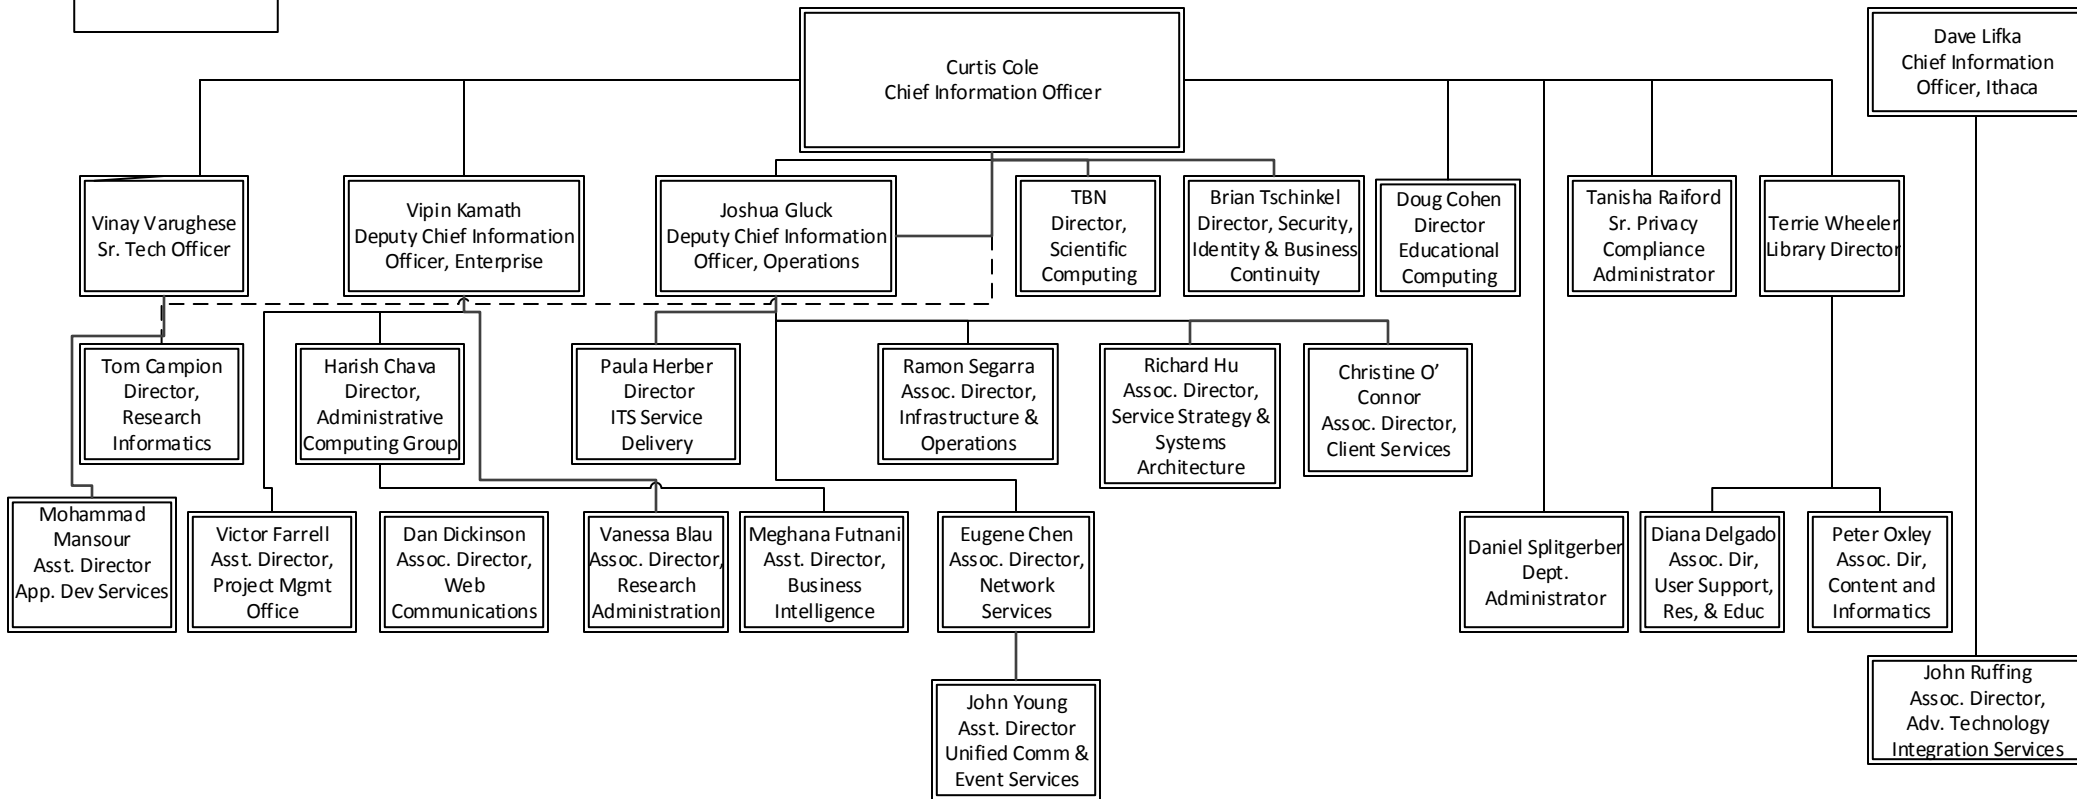 Curtis Cole
Chief Information Officer
Dave Lifka
Chief Information
Officer, Ithaca
Vinay Varughese
Sr. Tech Officer
Vipin Kamath
Deputy Chief Information
Officer, Enterprise
Joshua Gluck
Deputy Chief Information
Officer, Operations
TBN
Director,
Scientific
Computing
Brian Tschinkel
Director, Security,
Identity & Business
Continuity
Doug Cohen
Director
Educational
Computing
Tanisha Raiford
Sr. Privacy
Compliance
Administrator
Terrie Wheeler
Library Director
Tom Campion
Director,
Research
Informatics
Harish Chava
Director,
Administrative
Computing Group
Paula Herber
Director
ITS Service
Delivery
Ramon Segarra
Assoc. Director,
Infrastructure &
Operations
Richard Hu
Assoc. Director,
Service Strategy &
Systems
Architecture
Christine O’
Connor
Assoc. Director,
Client Services
Mohammad
Mansour
Asst. Director
App. Dev Services
Victor Farrell
Asst. Director,
Project Mgmt
Office
Dan Dickinson
Assoc. Director,
Web
Communications
Vanessa Blau
Assoc. Director,
Research
Administration
Meghana Futnani
Asst. Director,
Business
Intelligence
Eugene Chen
Assoc. Director,
Network
Services
Daniel Splitgerber
Dept.
Administrator
Diana Delgado
Assoc. Dir,
User Support,
Res, & Educ
Peter Oxley
Assoc. Dir,
Content and
Informatics
John Young
Asst. Director
Unified Comm &
Event Services
John Ruffing
Assoc. Director,
Adv. Technology
Integration Services